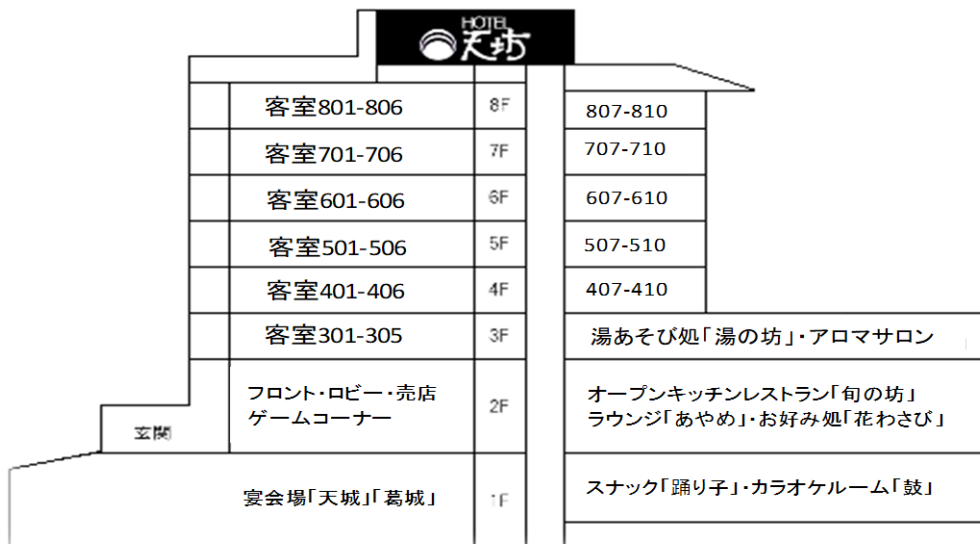 HOTEL
天坊
客室801-806 8F 807-810
客室701-706 7F 707-710
客室601-606 6F 607-610
客室501-506 5F 507-510
客室401-406 4F 407-410
客室301-305 3F 湯あそび処「湯の坊」・アロマサロン
フロント・ロビー・売店
ゲームコーナー
2F
オープンキッチンレストラン「旬の坊」
ラウンジ「あやめ」・お好み処「花わさび」
玄関
宴会場「天城」「葛城」 1F スナック「踊り子」・カラオケルーム「鼓」